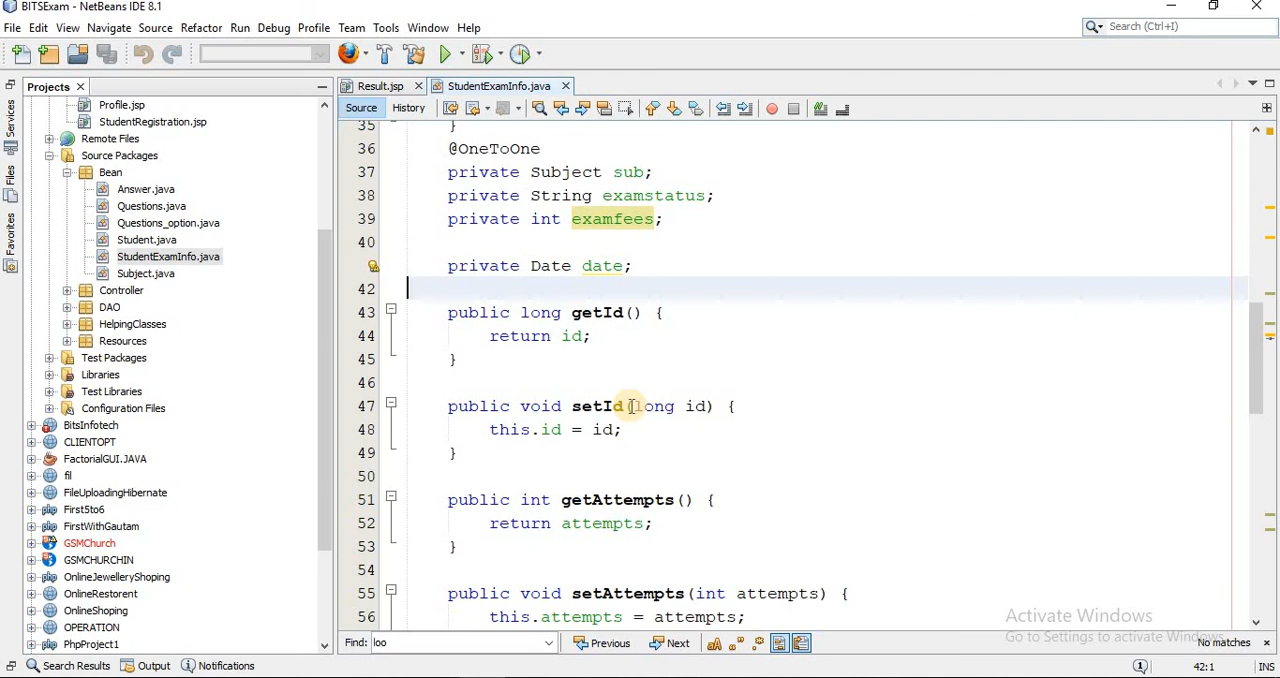 BITSExam - NetBeans IDE 8.1
File Edit View Navigate Source Refactor Run Debug Profile Team Tools Window Help
Search (Ctrl+I)
Projects
Result.jsp
StudentExamInfo.java
Source History
Services
Files
Favorites
Profile.jsp
StudentRegistration.jsp
Remote Files
Source Packages
Bean
Answer.java
Questions.java
Questions_option.java
Student.java
StudentExamInfo.java
Subject.java
Controller
DAO
HelpingClasses
Resources
Test Packages
Libraries
Test Libraries
Configuration Files
BitsInfotech
CLIENTOPT
FactorialGUI.JAVA
fil
FileUploadingHibernate
First5to6
FirstWithGautam
GSMChurch
GSMCHURCHIN
OnlineJewelleryShoping
OnlineRestorent
OnlineShoping
OPERATION
PhpProject1
35 }
36 @OneToOne
37 private Subject sub;
38 private String examstatus;
39 private int examfees;
40
41 private Date date;
42
43 public long getId() {
44 return id;
45 }
46
47 public void setId(long id) {
48 this.id = id;
49 }
50
51 public int getAttempts() {
52 return attempts;
53 }
54
55 public void setAttempts(int attempts) {
56 this.attempts = attempts;
Activate Windows
Go to Settings to activate Windows.
Find: loo Previous Next No matches
Search Results Output Notifications
42:1 INS